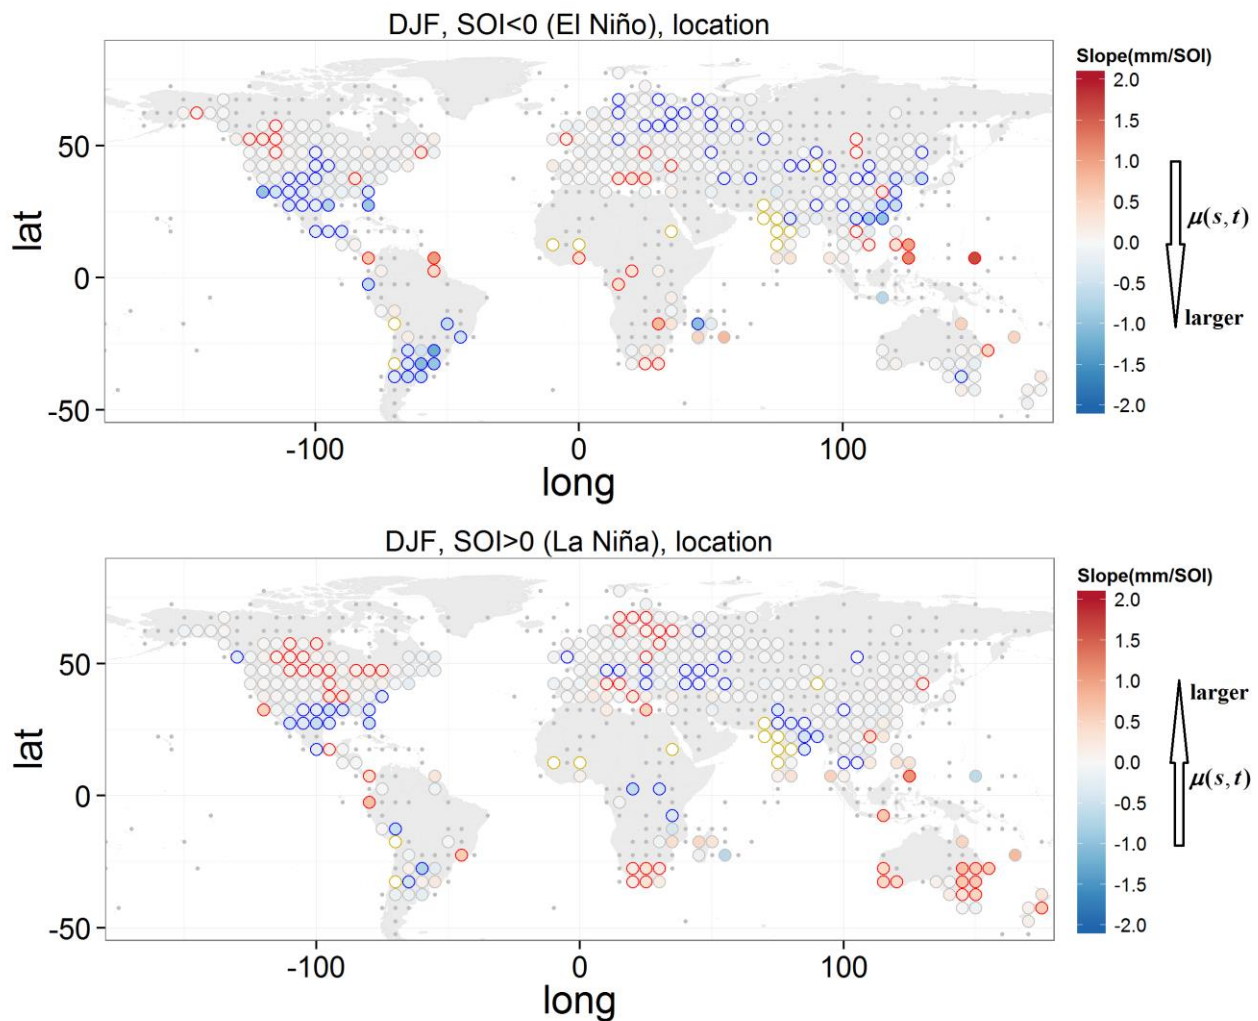 DJF, SOI<0 (El Niño), location
Slope(mm/SOI)
2.0
1.5
1.0
0.5
0.0
-0.5
-1.0
-1.5
-2.0
μ(s,t)
larger
lat
50
0
-50
-100
0
100
long
DJF, SOI>0 (La Niña), location
Slope(mm/SOI)
2.0
1.5
1.0
0.5
0.0
-0.5
-1.0
-1.5
-2.0
larger
μ(s,t)
lat
50
0
-50
-100
0
100
long